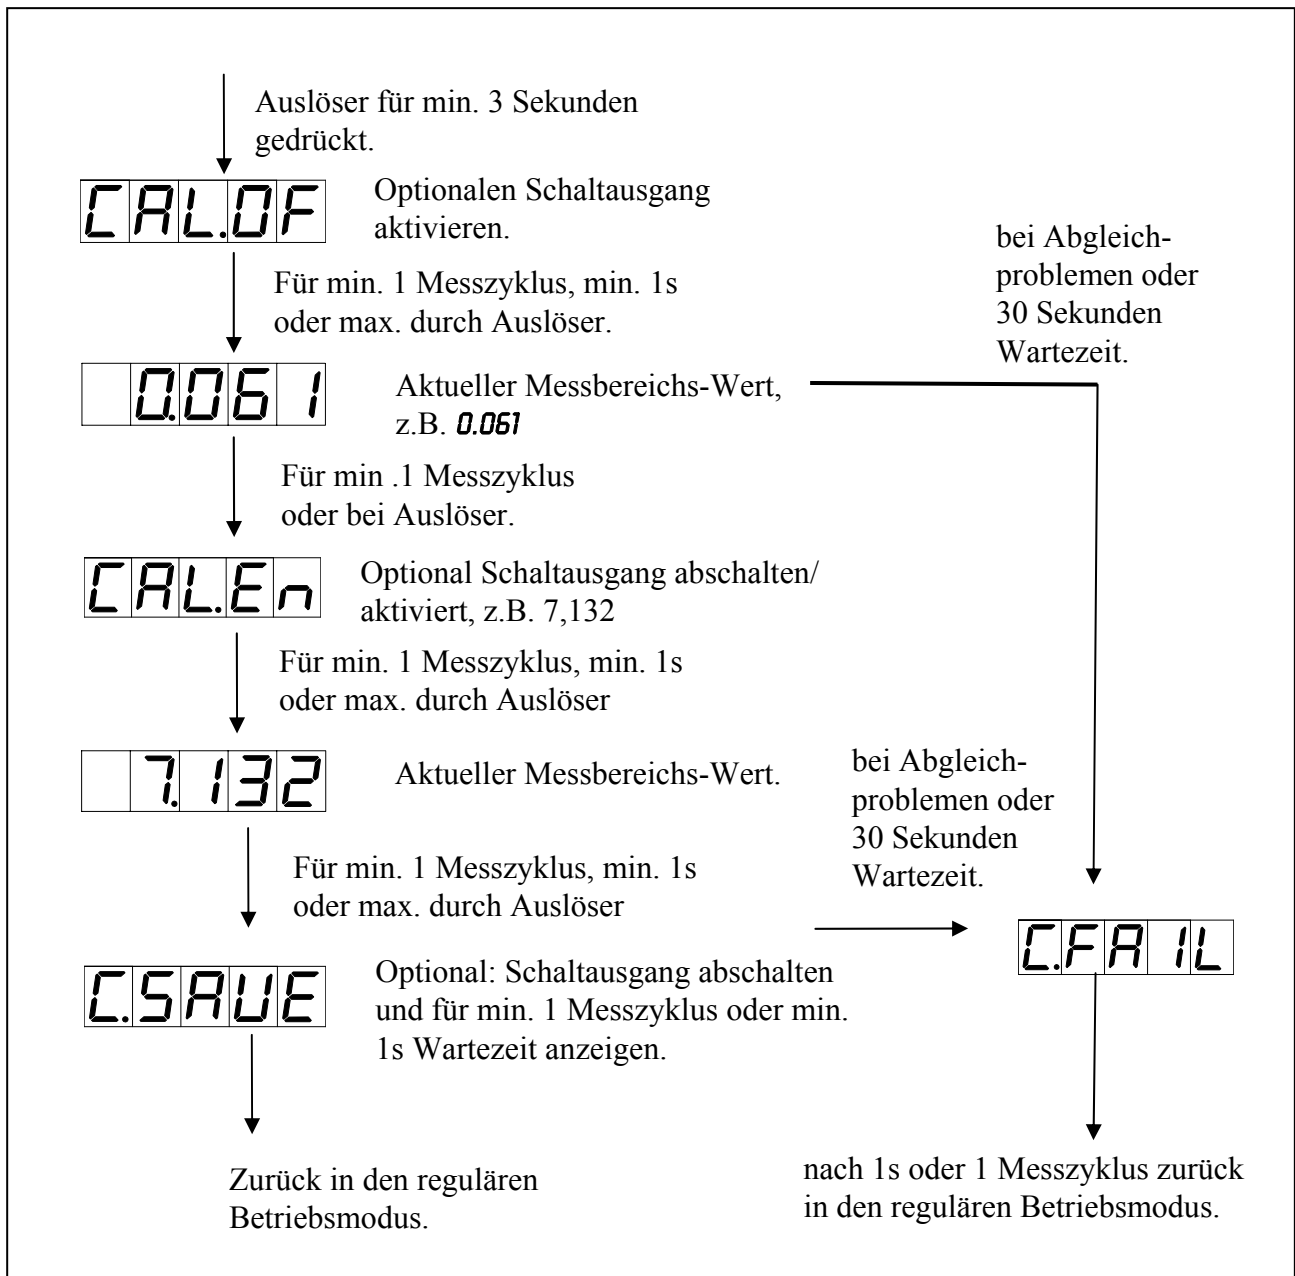 Auslöser für min. 3 Sekunden
gedrückt.
CAL.OF
Optionalen Schaltausgang
aktivieren.
Für min. 1 Messzyklus, min. 1s
oder max. durch Auslöser.
bei Abgleich-
problemen oder
30 Sekunden
Wartezeit.
0.061
Aktueller Messbereichs-Wert,
z.B. 0.061
Für min .1 Messzyklus
oder bei Auslöser.
CAL.En
Optional Schaltausgang abschalten/
aktiviert, z.B. 7,132
Für min. 1 Messzyklus, min. 1s
oder max. durch Auslöser
7.132
Aktueller Messbereichs-Wert.
bei Abgleich-
problemen oder
30 Sekunden
Wartezeit.
Für min. 1 Messzyklus, min. 1s
oder max. durch Auslöser
C.FAIL
C.SAVE
Optional: Schaltausgang abschalten
und für min. 1 Messzyklus oder min.
1s Wartezeit anzeigen.
Zurück in den regulären
Betriebsmodus.
nach 1s oder 1 Messzyklus zurück
in den regulären Betriebsmodus.